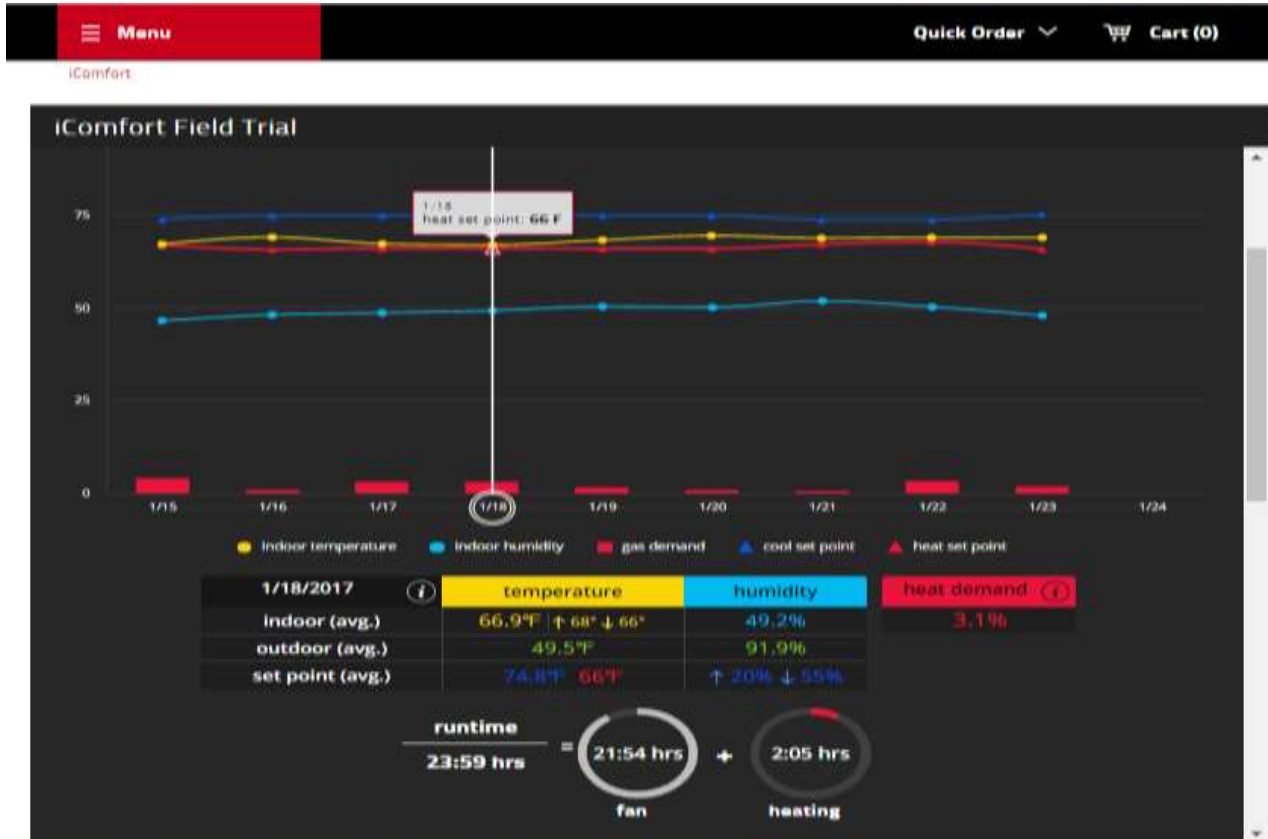 Menu
Quick Order
Cart (0)
iComfort
iComfort Field Trial
1/18
heat set point: 66 F
75
50
25
0
1/15 1/16 1/17 1/18 1/19 1/20 1/21 1/22 1/23 1/24
indoor temperature indoor humidity gas demand cool set point heat set point
1/18/2017 i temperature humidity heat demand i
indoor (avg.) 66.9°F ↑ 68° ↓ 66° 49.2% 3.1%
outdoor (avg.) 49.5°F 91.9%
set point (avg.) 74.8°F 66°F ↑ 20% ↓ 55%
runtime
23:59 hrs = 21:54 hrs + 2:05 hrs
fan heating